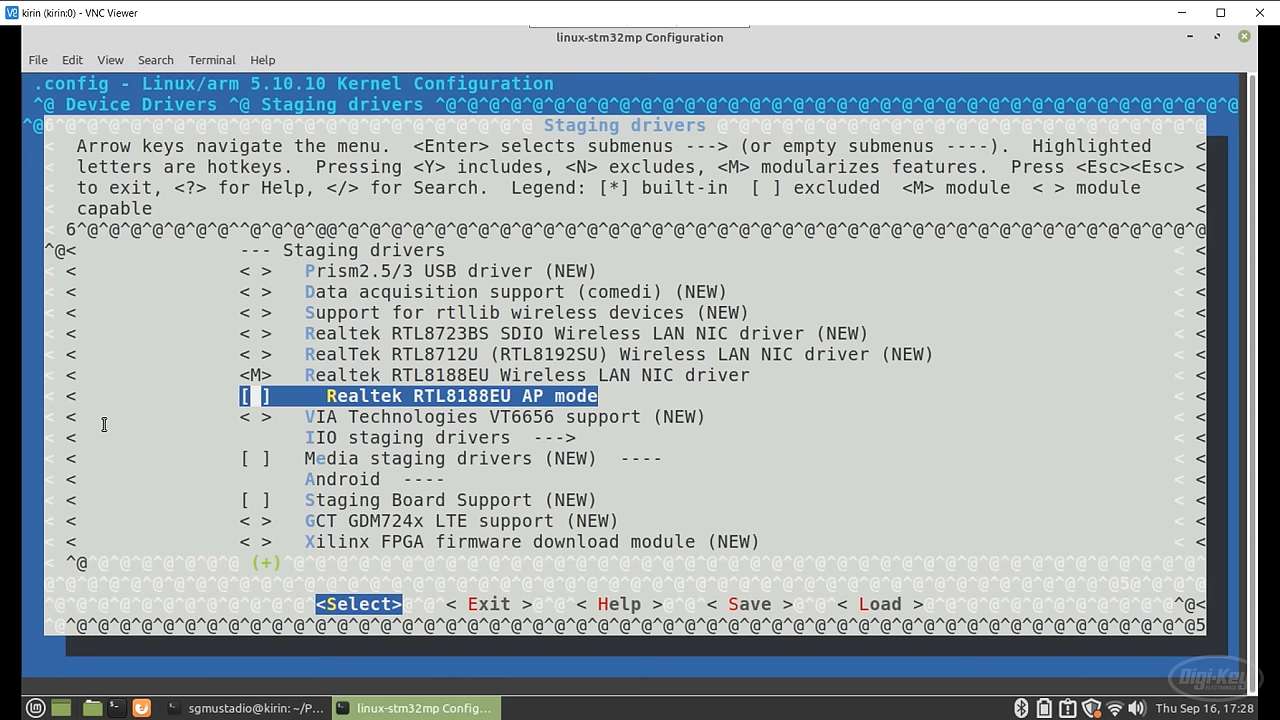 kirin (kirin:0) - VNC Viewer
linux-stm32mp Configuration
File Edit View Search Terminal Help
.config - Linux/arm 5.10.10 Kernel Configuration
^@ Device Drivers ^@ Staging drivers ^@^@^@^@^@^@^@^@^@^@^@^@^@^@^@^@^@^@^@^@^@^@^@^@^@^@^@^@^@^@^@^@^@^@^@^@^@
Staging drivers
< Arrow keys navigate the menu. <Enter> selects submenus ---> (or empty submenus ----). Highlighted <
< letters are hotkeys. Pressing <Y> includes, <N> excludes, <M> modularizes features. Press <Esc><Esc> <
< to exit, <?> for Help, </> for Search. Legend: [*] built-in [ ] excluded <M> module < > module <
< capable <
^@< --- Staging drivers < <
< < < > Prism2.5/3 USB driver (NEW) < <
< < < > Data acquisition support (comedi) (NEW) < <
< < < > Support for rtllib wireless devices (NEW) < <
< < < > Realtek RTL8723BS SDIO Wireless LAN NIC driver (NEW) < <
< < < > RealTek RTL8712U (RTL8192SU) Wireless LAN NIC driver (NEW) < <
< < <M> Realtek RTL8188EU Wireless LAN NIC driver < <
< < [ ] Realtek RTL8188EU AP mode < <
< < < > VIA Technologies VT6656 support (NEW) < <
< < IIO staging drivers ---> < <
< < [ ] Media staging drivers (NEW) ---- < <
< < Android ---- < <
< < [ ] Staging Board Support (NEW) < <
< < < > GCT GDM724x LTE support (NEW) < <
< < < > Xilinx FPGA firmware download module (NEW) < <
(+)
<Select> < Exit > < Help > < Save > < Load > ^@<
Digi-Key
ELECTRONICS
sgmustadio@kirin: ~/P... linux-stm32mp Config... Thu Sep 16, 17:28